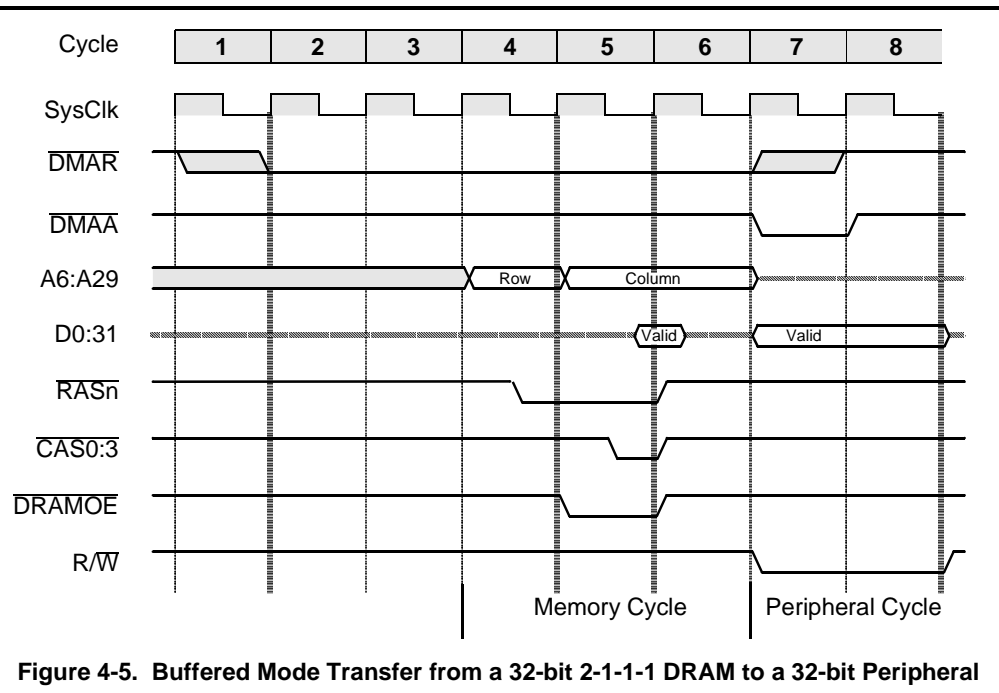 Cycle 1 2 3 4 5 6 7 8
SysClk
DMAR
DMAA
A6:A29 Row Column
D0:31 Valid Valid
RASn
CAS0:3
DRAMOE
R/W
Memory Cycle Peripheral Cycle
Figure 4-5. Buffered Mode Transfer from a 32-bit 2-1-1-1 DRAM to a 32-bit Peripheral